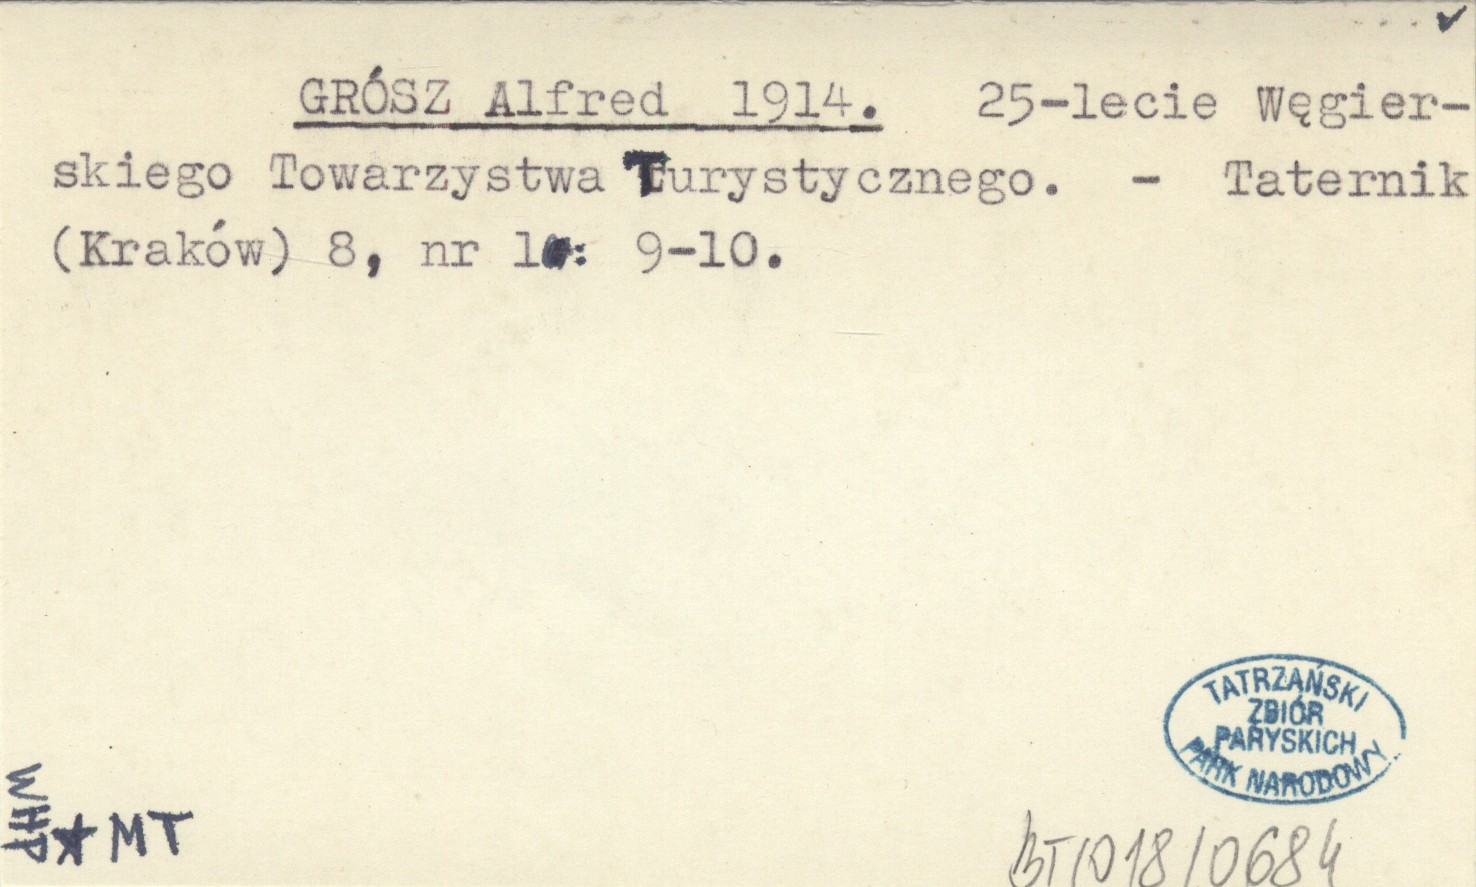 GRÓSZ Alfred 1914. 25-lecie Węgier-
skiego Towarzystwa Turystycznego. - Taternik
(Kraków) 8, nr 1: 9-10.
TATRZAŃSKI
ZBIÓR
PARYSKICH
PARK NARODOWY
WHP
★ MT
BT/018/0684